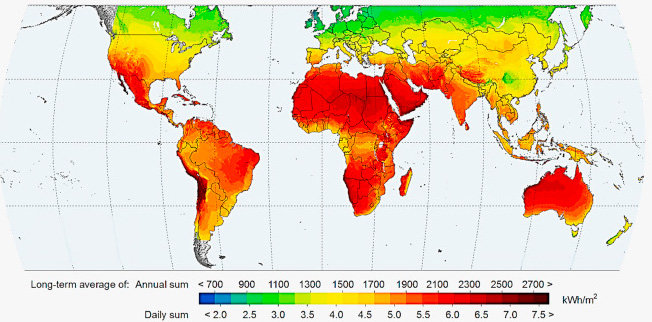 Long-term average of: Annual sum < 700 900 1100 1300 1500 1700 1900 2100 2300 2500 2700 >
kWh/m²
Daily sum < 2.0 2.5 3.0 3.5 4.0 4.5 5.0 5.5 6.0 6.5 7.0 7.5 >